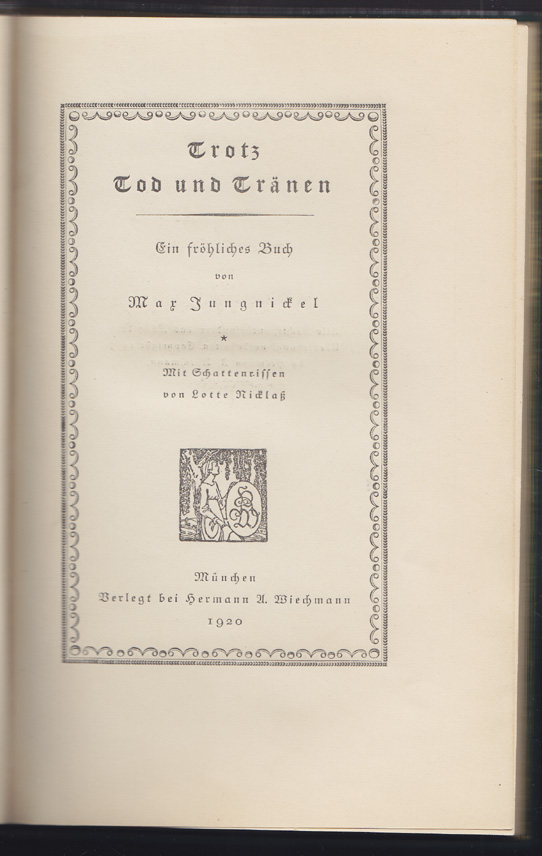 Trotz
Tod und Tränen
Ein fröhliches Buch
von
Max Jungnickel
*
Mit Schattenrissen
von Lotte Nicklaß
München
Verlegt bei Hermann A. Wiechmann
1920